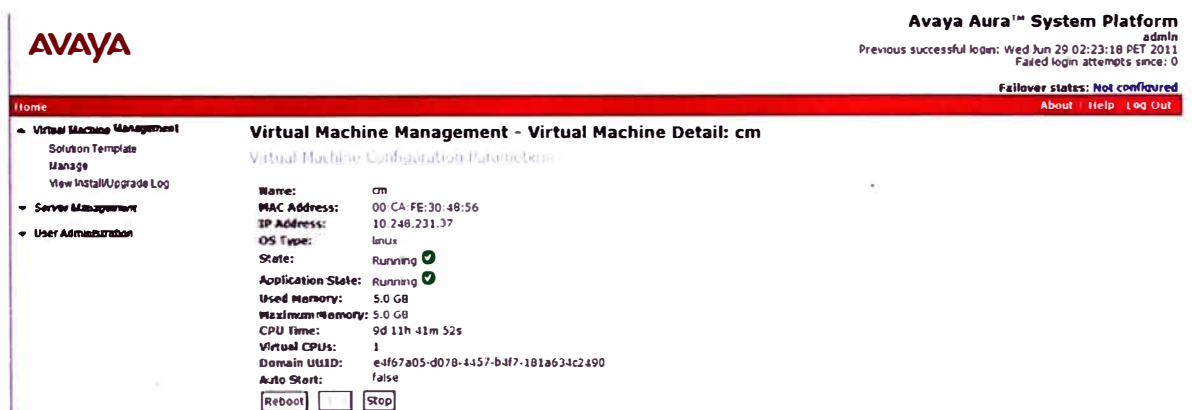 Avaya Aura™ System Platform
AVAYA
admin
Previous successful login: Wed Jun 29 02:23:18 PET 2011
Failed login attempts since: 0
Failover status: Not configured
Home
About | Help Log Out
Virtual Machine Management
Solution Template
Manage
View Install/Upgrade Log
Server Management
User Administration
Virtual Machine Management - Virtual Machine Detail: cm
Virtual Machine Configuration Parameters
Name: cm
MAC Address: 00:CA:FE:30:48:56
IP Address: 10.248.231.37
OS Type: linux
State: Running
Application State: Running
Used Memory: 5.0 GB
Maximum Memory: 5.0 GB
CPU Time: 9d 11h 41m 52s
Virtual CPUs: 1
Domain UUID: e4f67a05-d078-4457-b4f7-181a634c2490
Auto Start: false
Reboot Stop